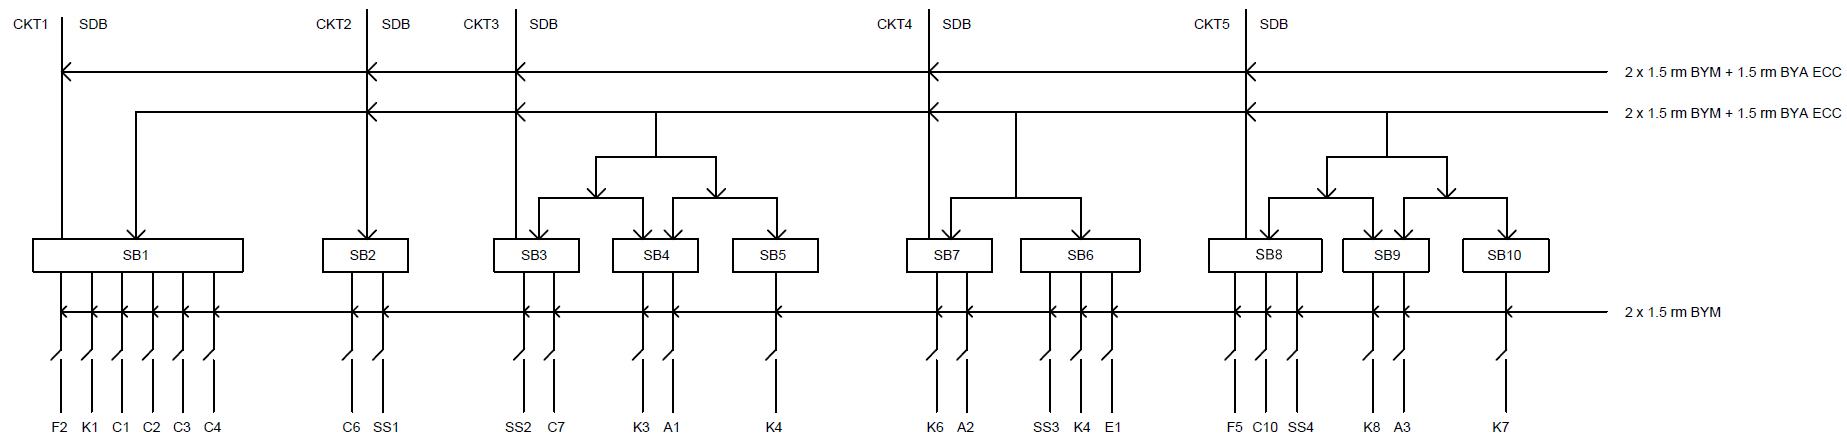 CKT1 SDB CKT2 SDB CKT3 SDB CKT4 SDB CKT5 SDB
2 x 1.5 rm BYM + 1.5 rm BYA ECC
2 x 1.5 rm BYM + 1.5 rm BYA ECC
SB1 SB2 SB3 SB4 SB5 SB7 SB6 SB8 SB9 SB10
2 x 1.5 rm BYM
F2 K1 C1 C2 C3 C4 C6 SS1 SS2 C7 K3 A1 K4 K6 A2 SS3 K4 E1 F5 C10 SS4 K8 A3 K7